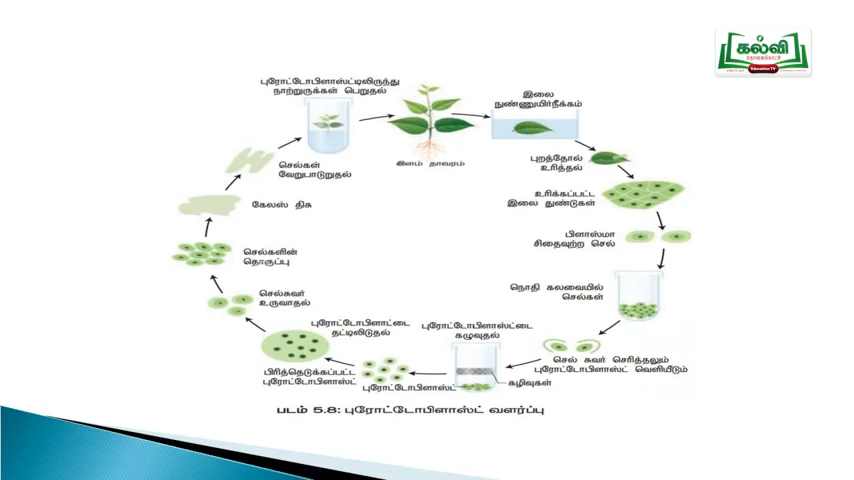 கல்வி
தொலைக்காட்சி
Education TV
புரோட்டோபிளாஸ்ட்டிலிருந்து
நாற்றுருக்கள் பெறுதல்
இளம் தாவரம்
இலை
நுண்ணுயிர்நீக்கம்
புறத்தோல்
உரித்தல்
உரிக்கப்பட்ட
இலை துண்டுகள்
பிளாஸ்மா
சிதைவுற்ற செல்
நொதி கலவையில்
செல்கள்
செல் சுவர் செரித்தலும்
புரோட்டோபிளாஸ்ட் வெளியீடும்
புரோட்டோபிளாஸ்ட்டை
கழுவுதல்
கழிவுகள்
புரோட்டோபிளாஸ்ட்
பிரித்தெடுக்கப்பட்ட
புரோட்டோபிளாஸ்ட்
புரோட்டோபிளாட்டை
தட்டிலிடுதல்
செல்சுவர்
உருவாதல்
செல்களின்
தொகுப்பு
கேலஸ் திசு
செல்கள்
வேறுபாடுறுதல்
படம் 5.8: புரோட்டோபிளாஸ்ட் வளர்ப்பு